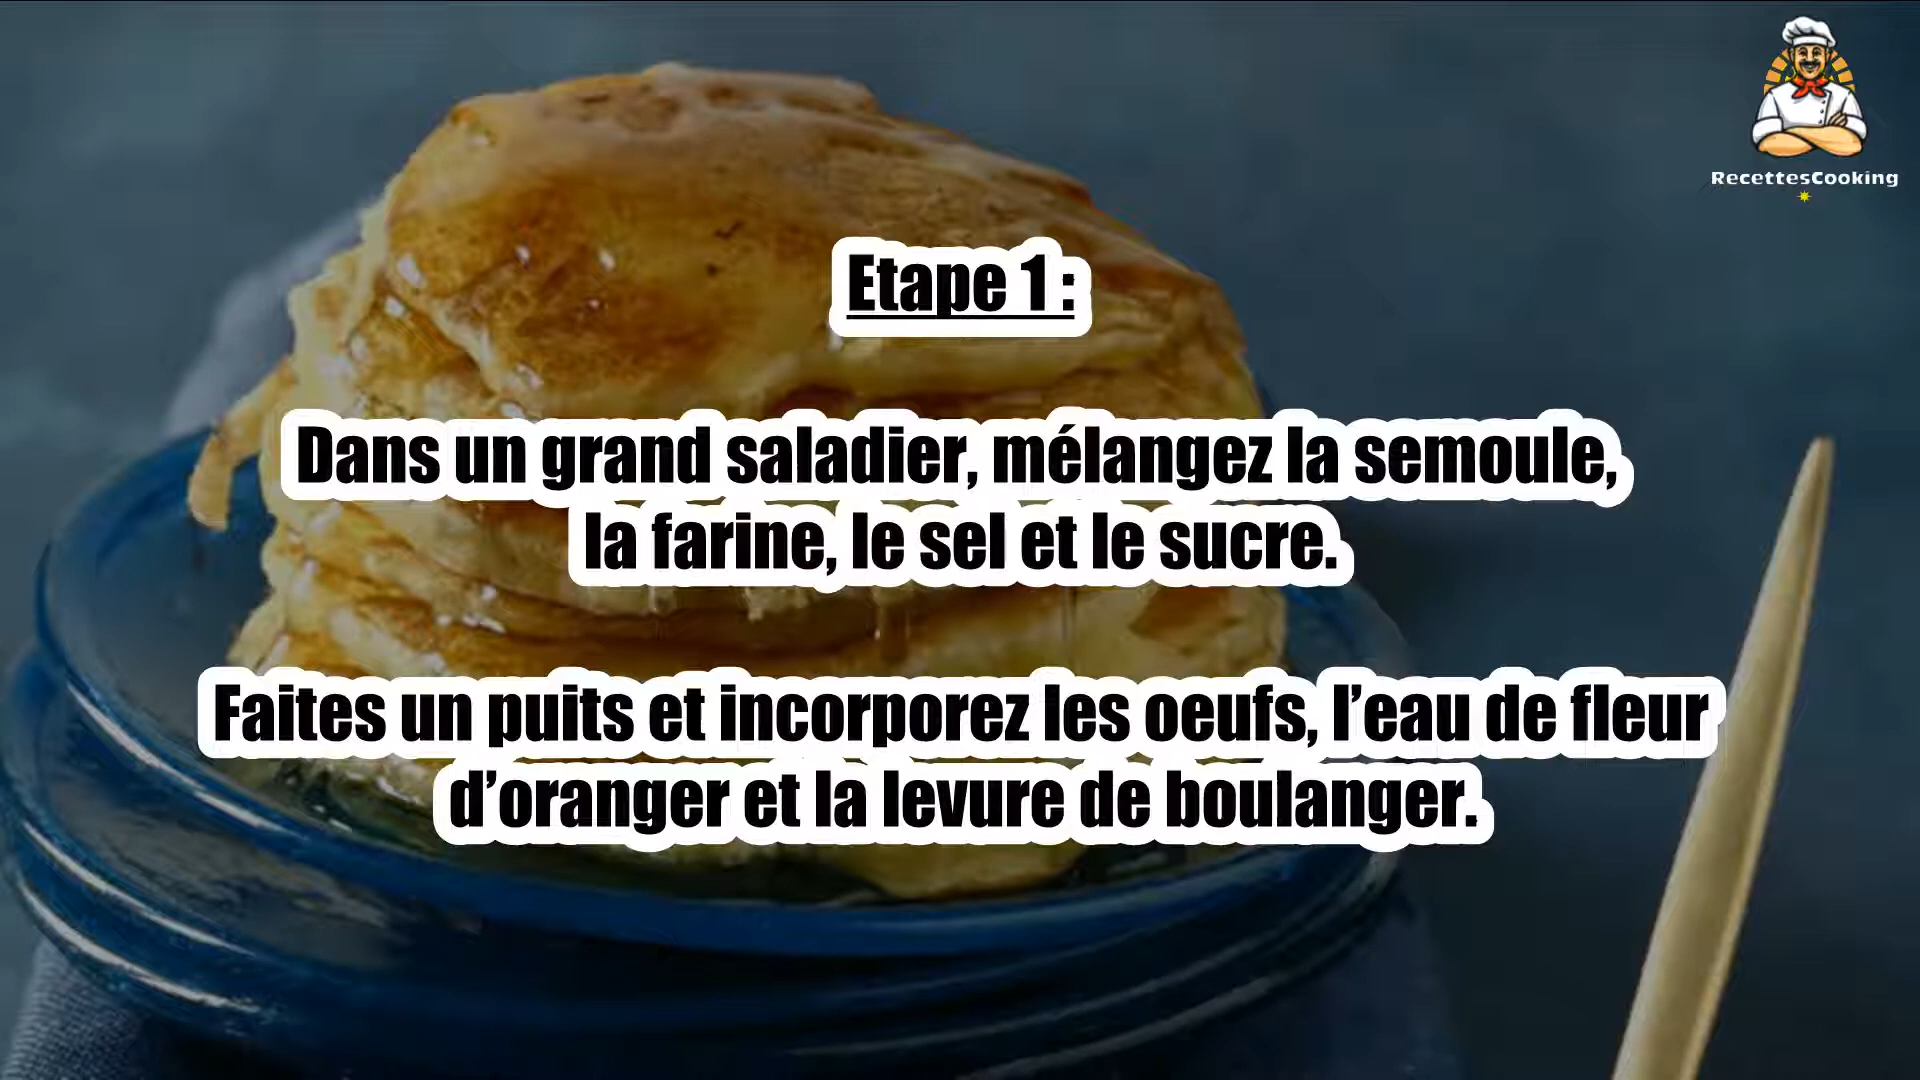 RecettesCooking
Etape 1 :
Dans un grand saladier, mélangez la semoule,
la farine, le sel et le sucre.
Faites un puits et incorporez les oeufs, l’eau de fleur
d’oranger et la levure de boulanger.